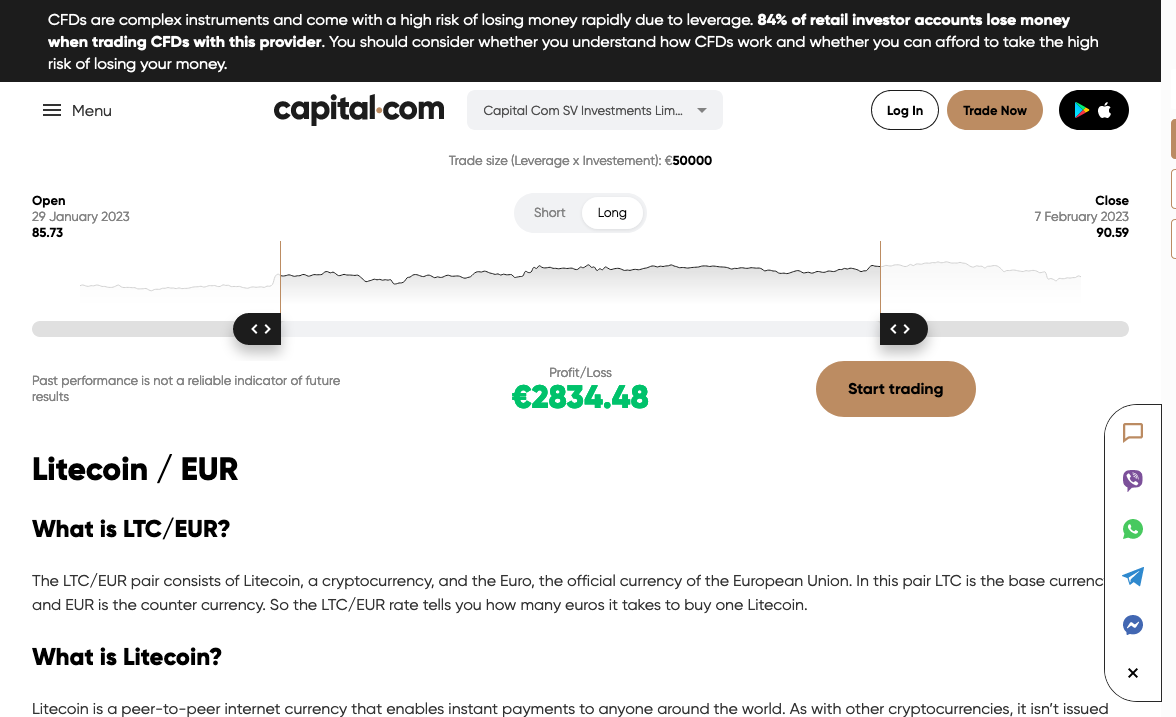 CFDs are complex instruments and come with a high risk of losing money rapidly due to leverage. 84% of retail investor accounts lose money
when trading CFDs with this provider. You should consider whether you understand how CFDs work and whether you can afford to take the high
risk of losing your money.
Menu
capital.com
Capital Com SV Investments Lim...
Log In
Trade Now
Trade size (Leverage x Investement): €50000
Open
29 January 2023
85.73
Short
Long
Close
7 February 2023
90.59
Past performance is not a reliable indicator of future
results
Profit/Loss
€2834.48
Start trading
Litecoin / EUR
What is LTC/EUR?
The LTC/EUR pair consists of Litecoin, a cryptocurrency, and the Euro, the official currency of the European Union. In this pair LTC is the base currenc
and EUR is the counter currency. So the LTC/EUR rate tells you how many euros it takes to buy one Litecoin.
What is Litecoin?
Litecoin is a peer-to-peer internet currency that enables instant payments to anyone around the world. As with other cryptocurrencies, it isn’t issued